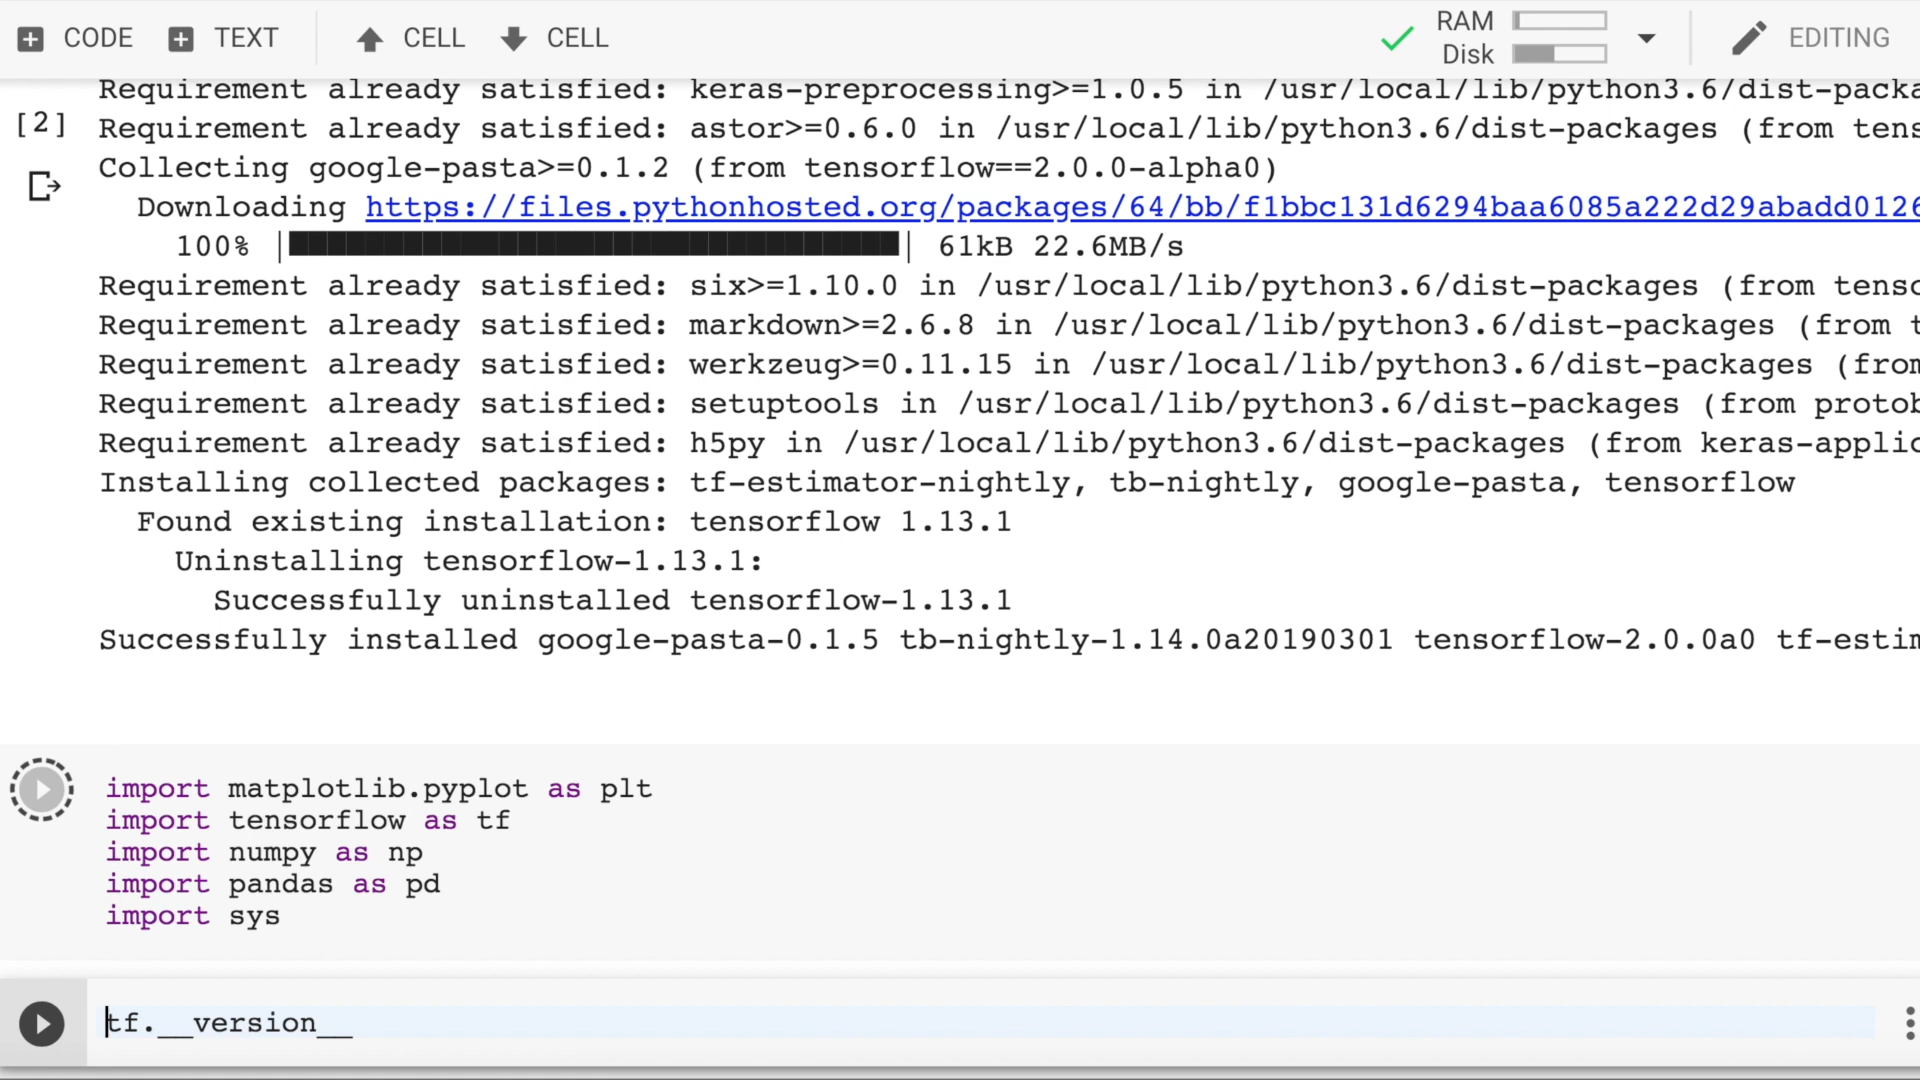 CODE TEXT CELL CELL RAM Disk EDITING
Requirement already satisfied: keras-preprocessing>=1.0.5 in /usr/local/lib/python3.6/dist-packa
[2] Requirement already satisfied: astor>=0.6.0 in /usr/local/lib/python3.6/dist-packages (from tens
Collecting google-pasta>=0.1.2 (from tensorflow==2.0.0-alpha0)
Downloading https://files.pythonhosted.org/packages/64/bb/f1bbc131d6294baa6085a222d29abadd0126
100% |████████████████████████████████| 61kB 22.6MB/s
Requirement already satisfied: six>=1.10.0 in /usr/local/lib/python3.6/dist-packages (from tenso
Requirement already satisfied: markdown>=2.6.8 in /usr/local/lib/python3.6/dist-packages (from t
Requirement already satisfied: werkzeug>=0.11.15 in /usr/local/lib/python3.6/dist-packages (from
Requirement already satisfied: setuptools in /usr/local/lib/python3.6/dist-packages (from protob
Requirement already satisfied: h5py in /usr/local/lib/python3.6/dist-packages (from keras-applic
Installing collected packages: tf-estimator-nightly, tb-nightly, google-pasta, tensorflow
Found existing installation: tensorflow 1.13.1
Uninstalling tensorflow-1.13.1:
Successfully uninstalled tensorflow-1.13.1
Successfully installed google-pasta-0.1.5 tb-nightly-1.14.0a20190301 tensorflow-2.0.0a0 tf-estim
import matplotlib.pyplot as plt
import tensorflow as tf
import numpy as np
import pandas as pd
import sys
tf.__version__